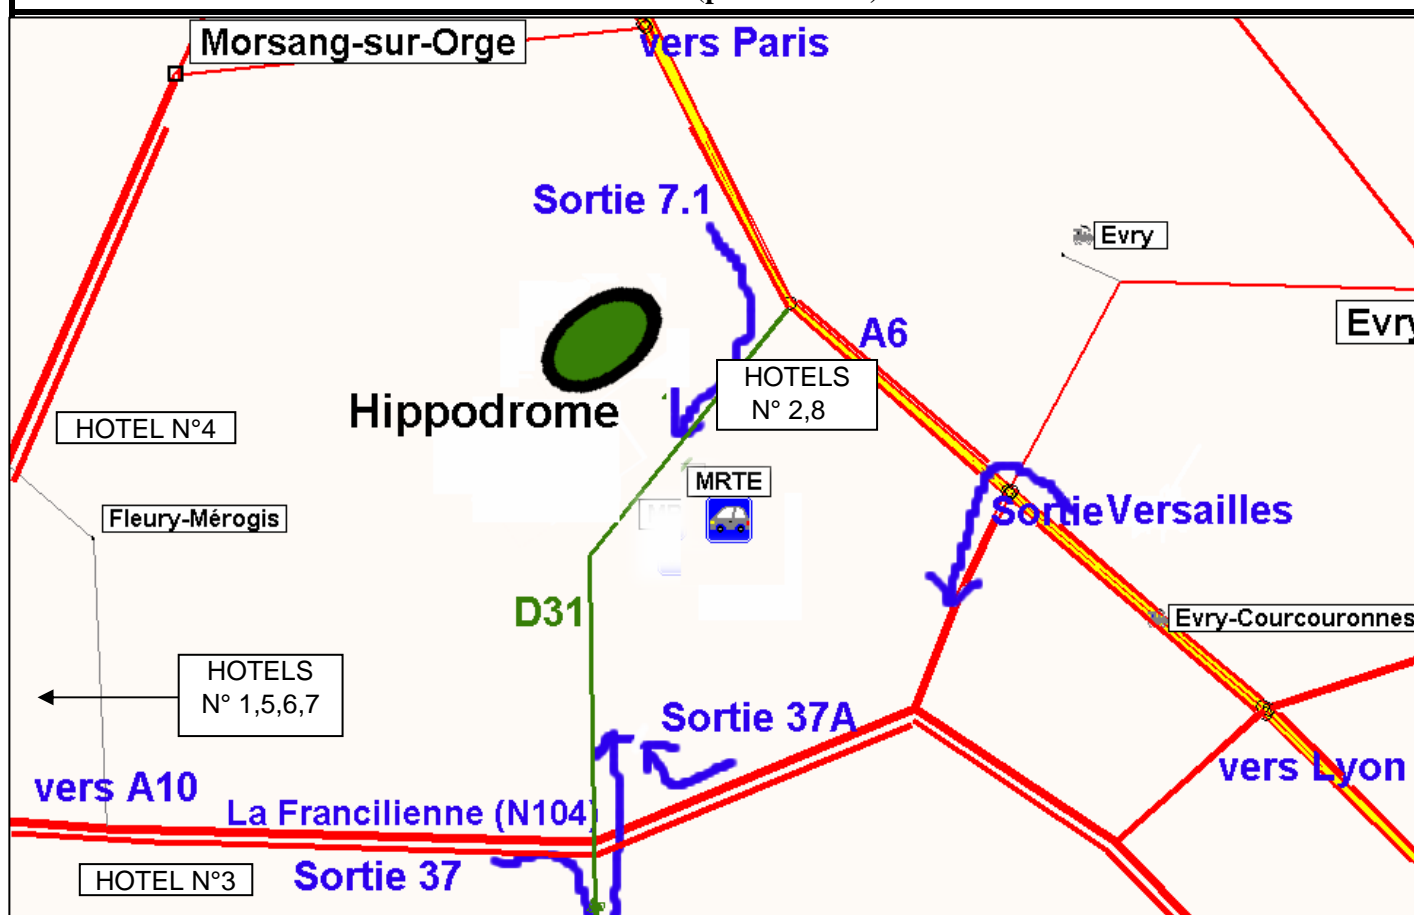 Morsang-sur-Orge
vers Paris
Sortie 7.1
Evry
Evry
A6
HOTELS
N° 2,8
Hippodrome
HOTEL N°4
MRTE
Fleury-Mérogis
Sortie Versailles
D31
Evry-Courcouronnes
HOTELS
N° 1,5,6,7
Sortie 37A
vers A10
vers Lyon
La Francilienne (N104)
Sortie 37
HOTEL N°3